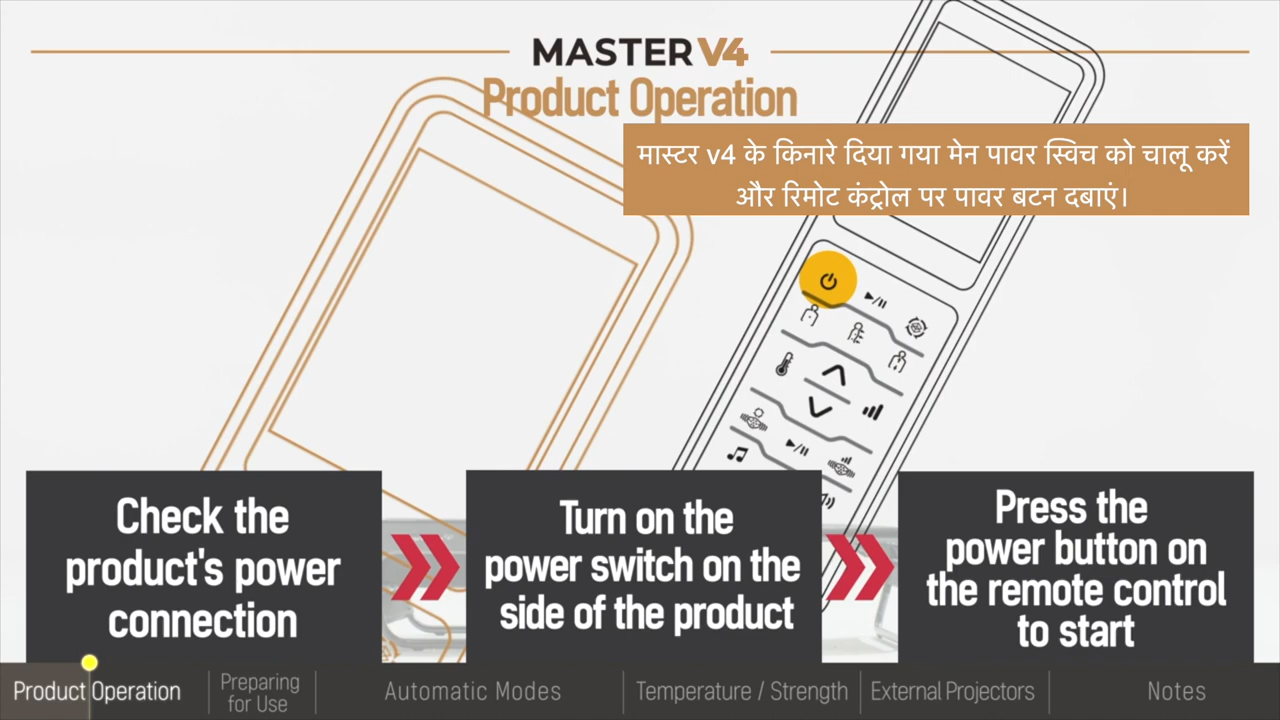 MASTER V4
Product Operation
मास्टर v4 के किनारे दिया गया मेन पावर स्विच को चालू करें
और रिमोट कंट्रोल पर पावर बटन दबाएं।
Check the
product's power
connection
Turn on the
power switch on the
side of the product
Press the
power button on
the remote control
to start
Product Operation
Preparing
for Use
Automatic Modes
Temperature / Strength
External Projectors
Notes